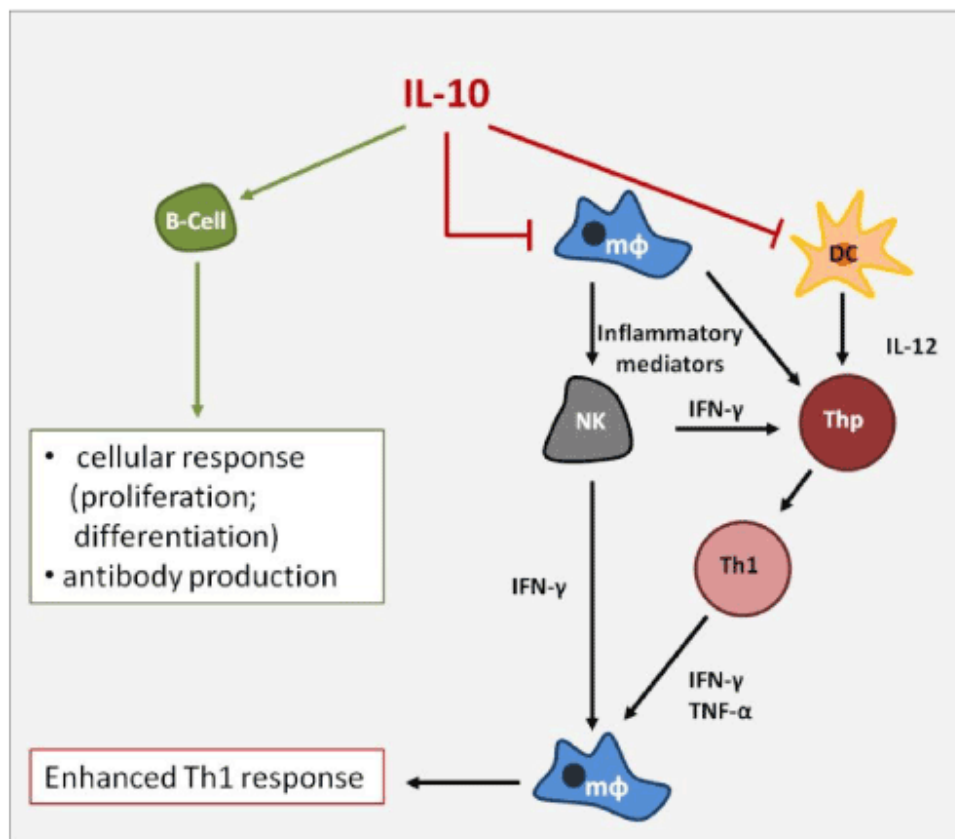 IL-10
B-Cell
mϕ
DC
Inflammatory
mediators
IL-12
NK
IFN-γ
Thp
• cellular response
(proliferation;
differentiation)
• antibody production
Th1
IFN-γ
IFN-γ
TNF-α
Enhanced Th1 response
mϕ